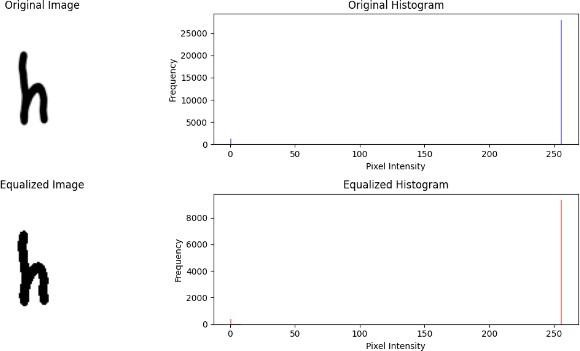 Original Image
Original Histogram
h
Frequency
25000
20000
15000
10000
5000
0
0 50 100 150 200 250
Pixel Intensity
Equalized Image
Equalized Histogram
h
Frequency
8000
6000
4000
2000
0
0 50 100 150 200 250
Pixel Intensity